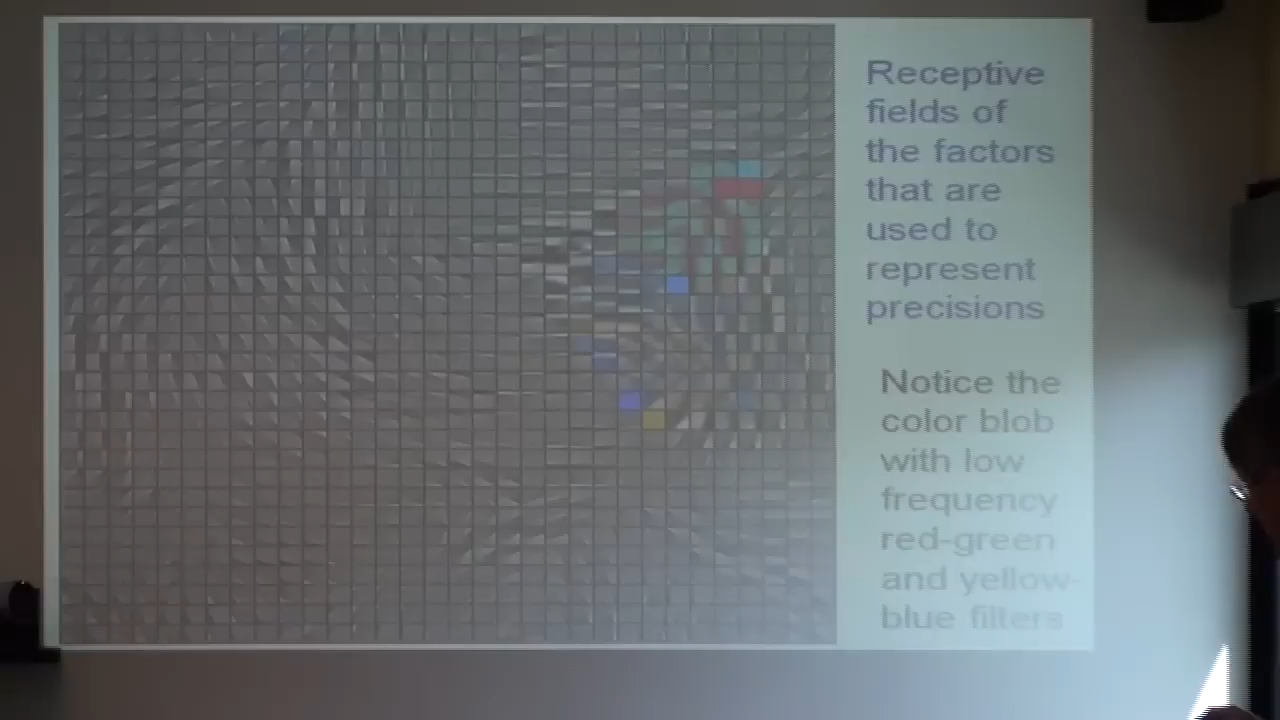 Receptive
fields of
the factors
that are
used to
represent
precisions
Notice the
color blob
with low
frequency
red-green
and yellow-
blue filters